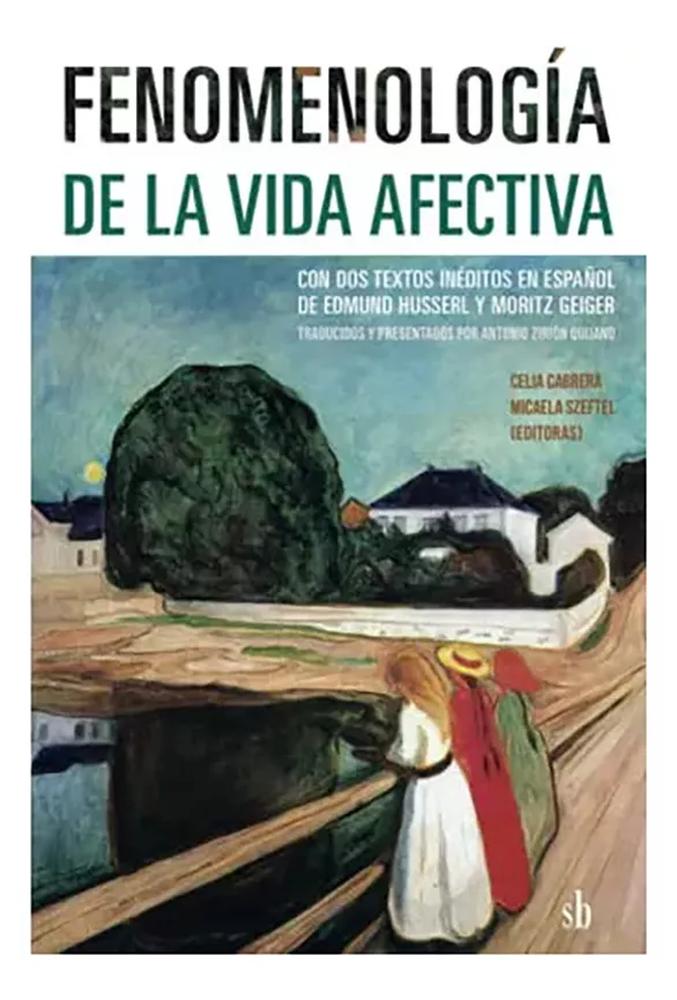 FENOMENOLOGÍA
DE LA VIDA AFECTIVA
CON DOS TEXTOS INÉDITOS EN ESPAÑOL
DE EDMUND HUSSERL Y MORITZ GEIGER
TRADUCIDOS Y PRESENTADOS POR ANTONIO ZIRIÓN QUIJANO
CELIA CABRERA
MICAELA SZEFTEL
(EDITORAS)
sb